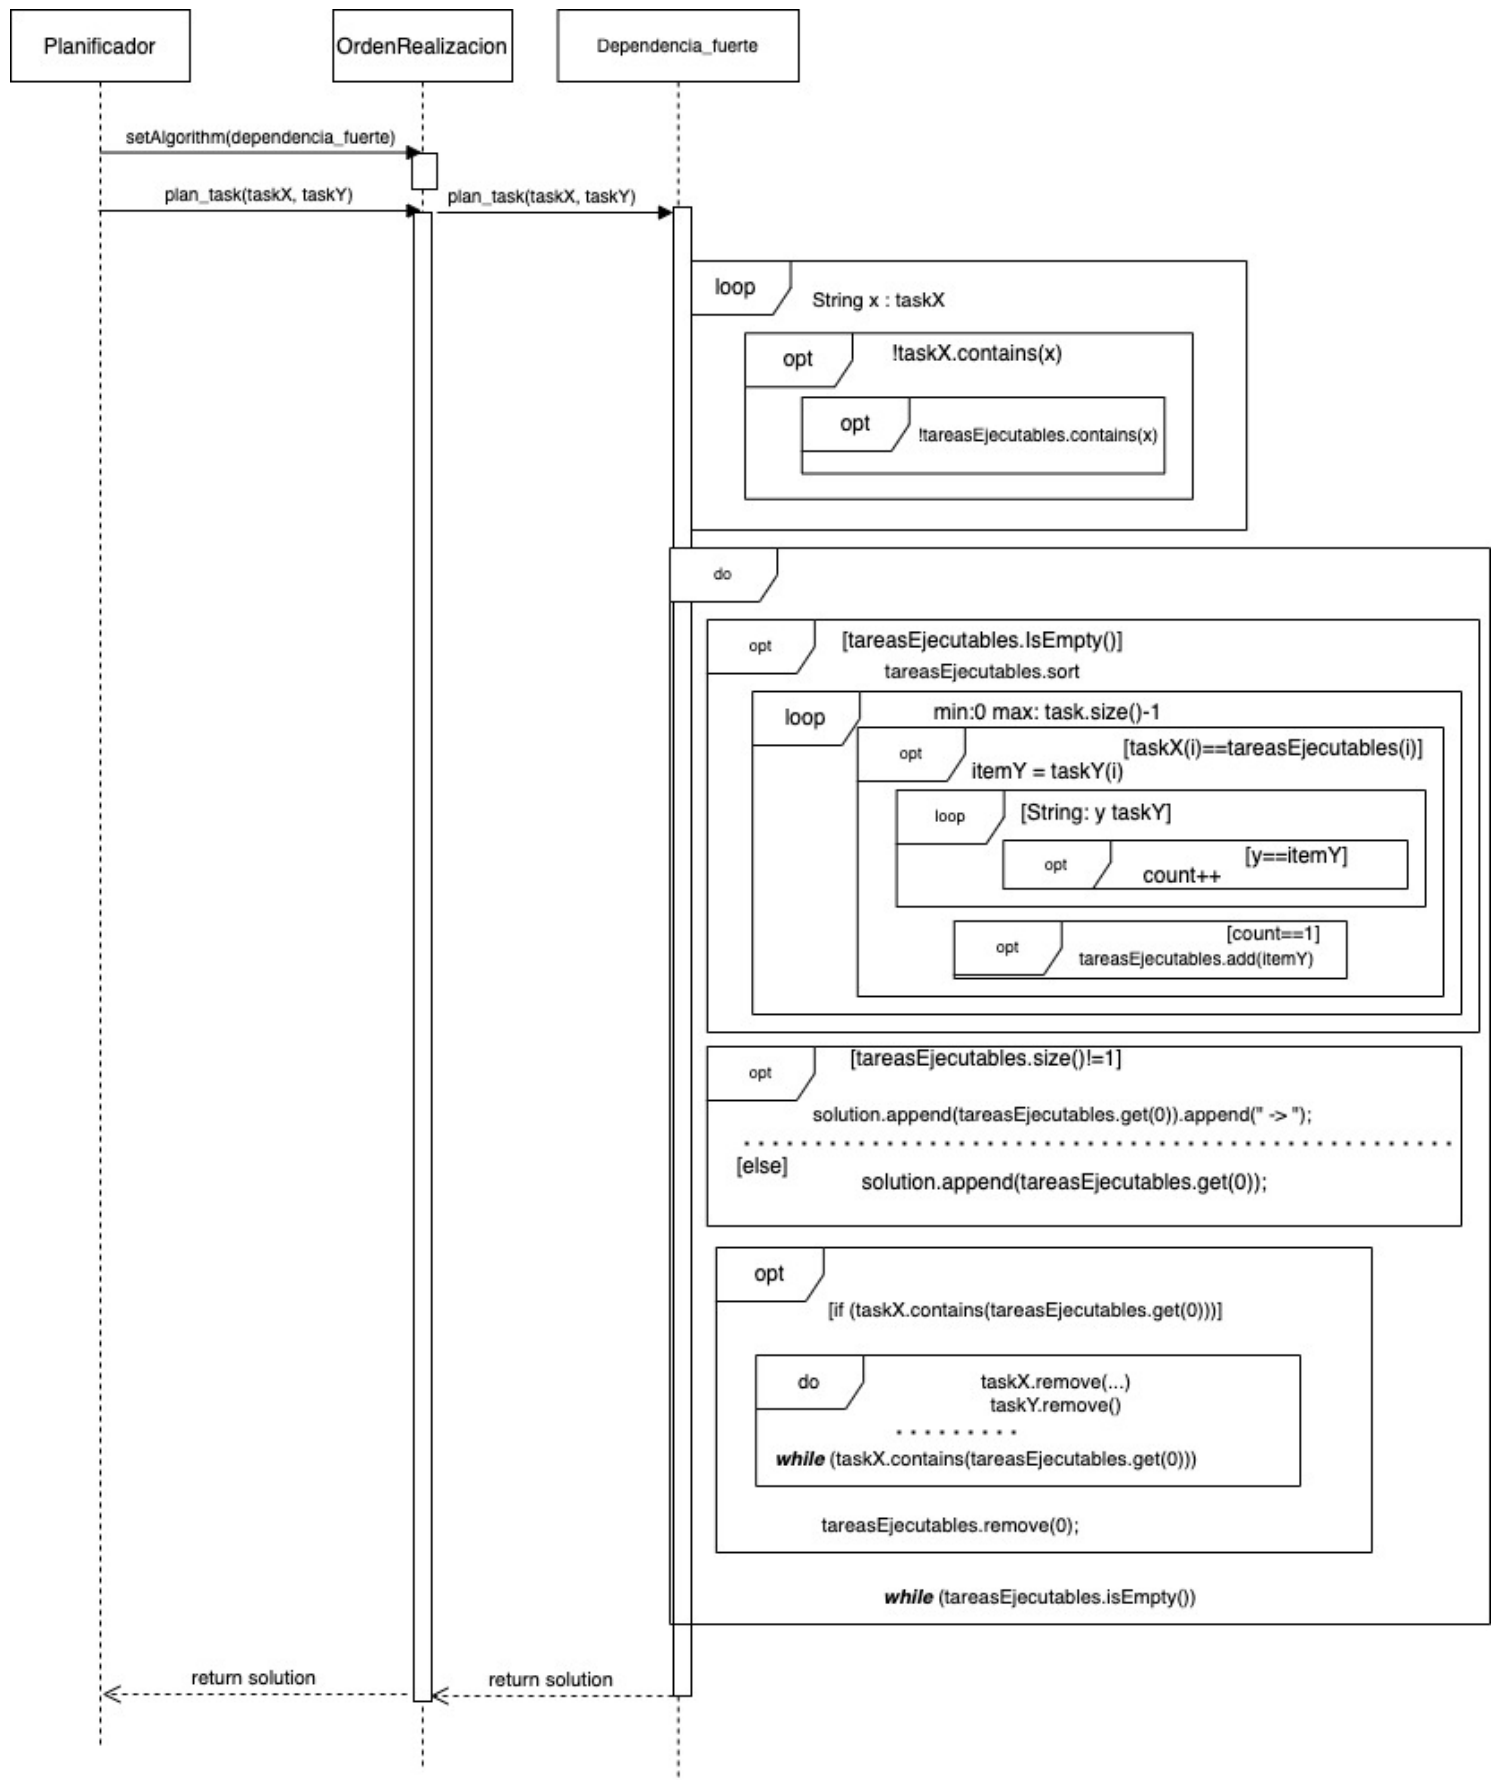 Planificador
OrdenRealizacion
Dependencia_fuerte
setAlgorithm(dependencia_fuerte)
plan_task(taskX, taskY)
plan_task(taskX, taskY)
loop
String x : taskX
opt
!taskX.contains(x)
opt
!tareasEjecutables.contains(x)
do
opt
[tareasEjecutables.IsEmpty()]
tareasEjecutables.sort
loop
min:0 max: task.size()-1
opt
[taskX(i)==tareasEjecutables(i)]
itemY = taskY(i)
loop
[String: y taskY]
opt
[y==itemY]
count++
opt
[count==1]
tareasEjecutables.add(itemY)
opt
[tareasEjecutables.size()!=1]
solution.append(tareasEjecutables.get(0)).append(" -> ");
[else]
solution.append(tareasEjecutables.get(0));
opt
[if (taskX.contains(tareasEjecutables.get(0)))]
do
taskX.remove(...)
taskY.remove()
while (taskX.contains(tareasEjecutables.get(0)))
tareasEjecutables.remove(0);
while (tareasEjecutables.isEmpty())
return solution
return solution